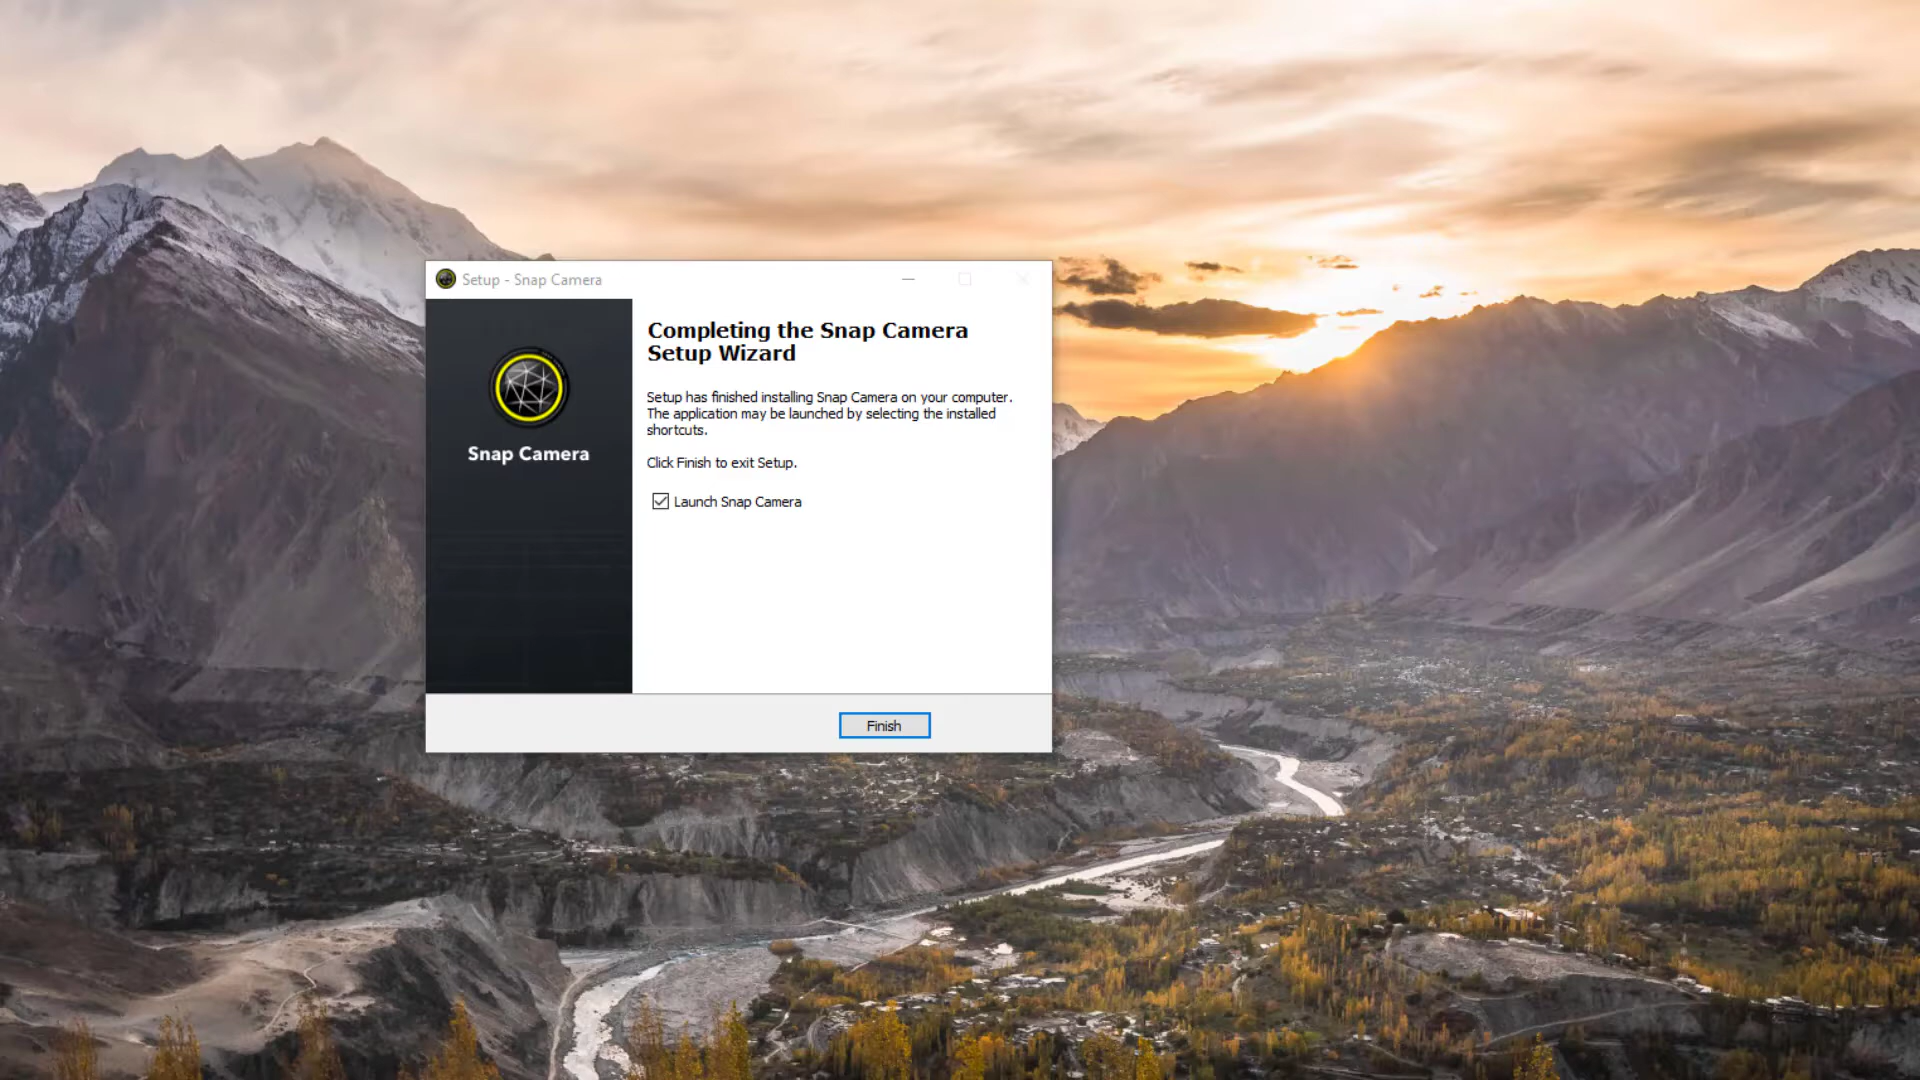 Setup - Snap Camera
Snap Camera
Completing the Snap Camera
Setup Wizard
Setup has finished installing Snap Camera on your computer.
The application may be launched by selecting the installed
shortcuts.
Click Finish to exit Setup.
Launch Snap Camera
Finish